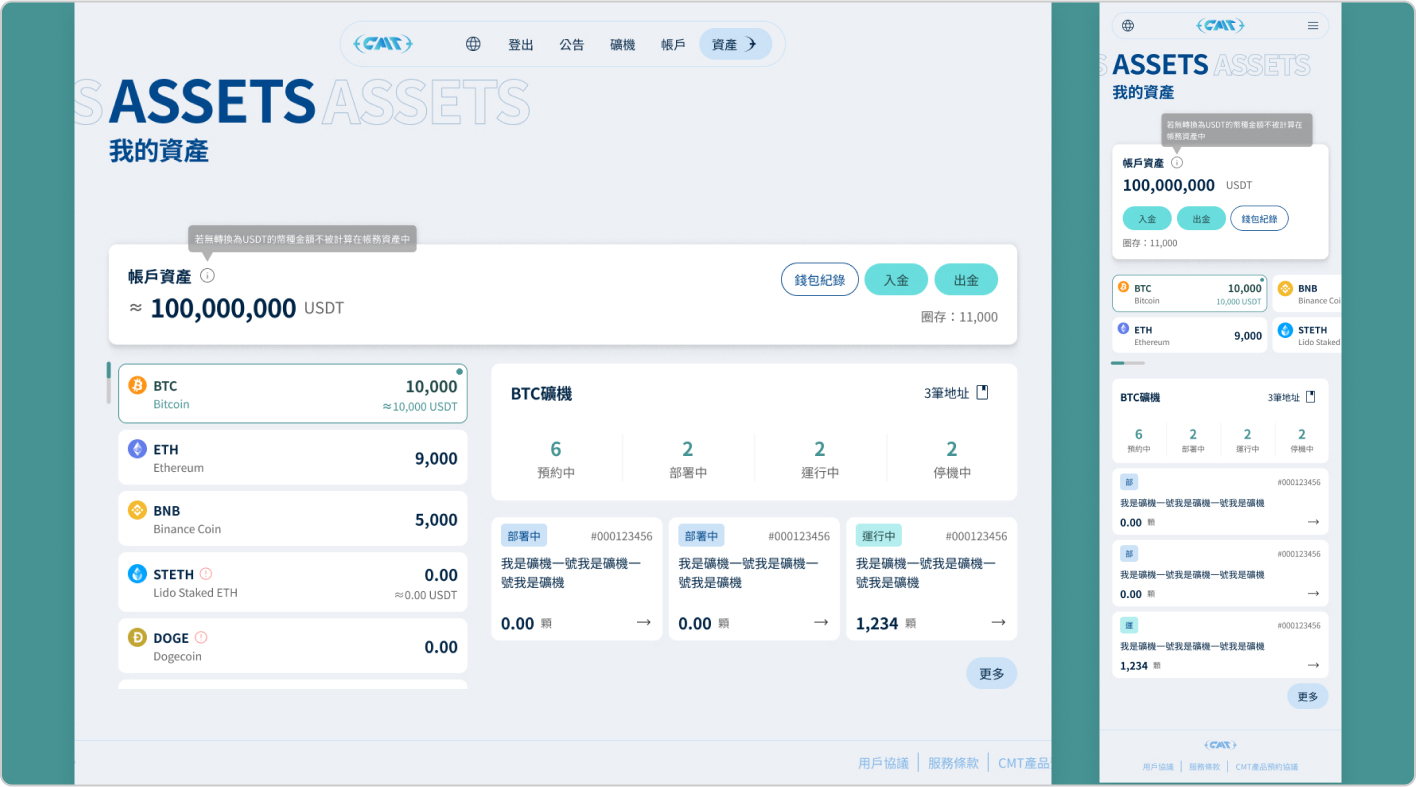 CMT
登出
公告
礦機
帳戶
資產
S ASSETS ASSETS
我的資產
若無轉換為USDT的幣種金額不被計算在帳務資產中
帳戶資產
≈ 100,000,000 USDT
錢包紀錄
入金
出金
圈存：11,000
BTC
Bitcoin
10,000
≈10,000 USDT
ETH
Ethereum
9,000
BNB
Binance Coin
5,000
STETH
Lido Staked ETH
0.00
≈0.00 USDT
DOGE
Dogecoin
0.00
BTC礦機
3筆地址
6
預約中
2
部署中
2
運行中
2
停機中
部署中
#000123456
我是礦機一號我是礦機一
號我是礦機
0.00 顆
部署中
#000123456
我是礦機一號我是礦機一
號我是礦機
0.00 顆
運行中
#000123456
我是礦機一號我是礦機一
號我是礦機
1,234 顆
更多
用戶協議
服務條款
CMT產品
CMT
S ASSETS ASSETS
我的資產
若無轉換為USDT的幣種金額不被計算在
帳務資產中
帳戶資產
100,000,000 USDT
入金
出金
錢包紀錄
圈存：11,000
BTC
Bitcoin
10,000
10,000 USDT
BNB
Binance Coi
ETH
Ethereum
9,000
STETH
Lido Staked
BTC礦機
3筆地址
6
預約中
2
部署中
2
運行中
2
停機中
部
#000123456
我是礦機一號我是礦機一號我是礦機
0.00 顆
部
#000123456
我是礦機一號我是礦機一號我是礦機
0.00 顆
運
#000123456
我是礦機一號我是礦機一號我是礦機
1,234 顆
更多
CMT
用戶協議
服務條款
CMT產品預約協議